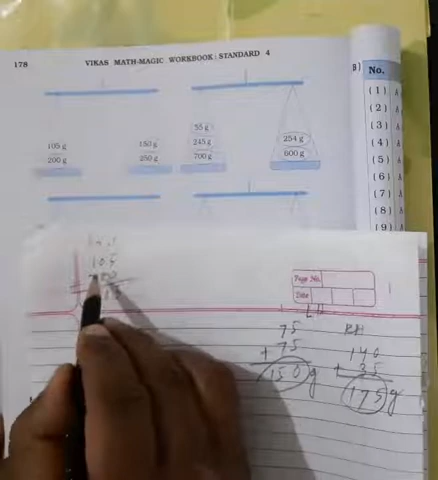 178
VIKAS MATH-MAGIC WORKBOOK : STANDARD 4
B) No.
(1) A
(2) A
(3) A
(4) A
(5) A
(6) A
(7) A
(8) A
(9) A
105 g
200 g
150 g
250 g
55 g
245 g
700 g
254 g
600 g
105
Page No.
Date
75
+ 75
150 g
RH
140
+ 35
175 g